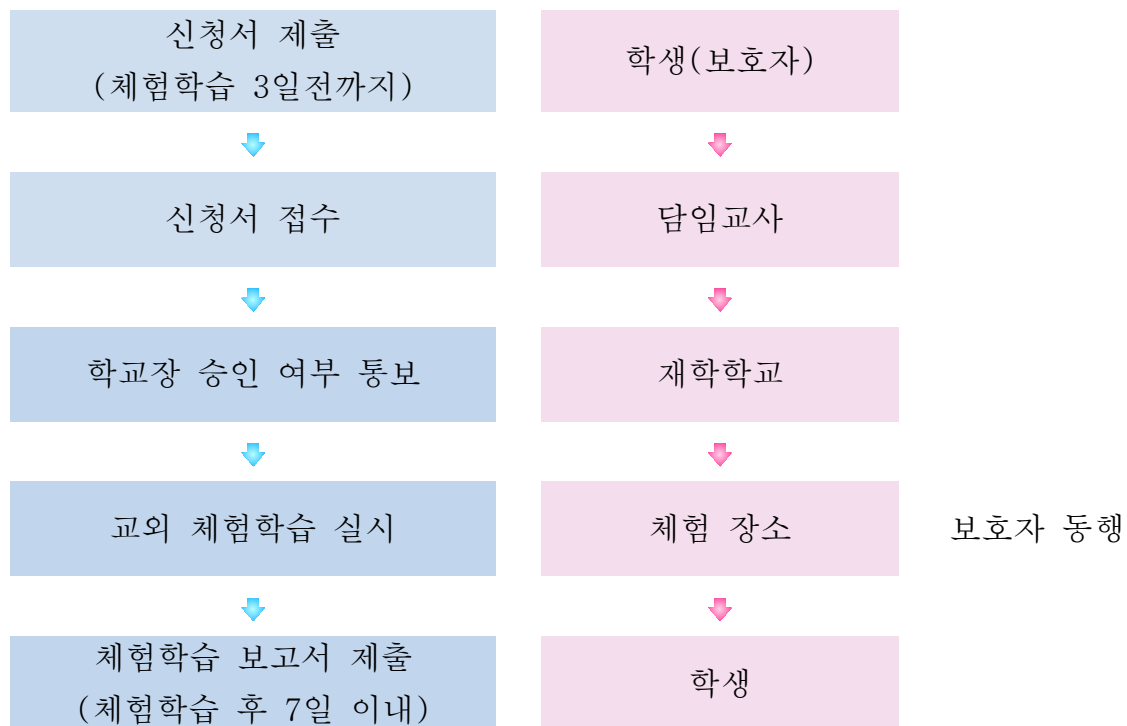 신청서 제출
(체험학습 3일전까지)
학생(보호자)
신청서 접수
담임교사
학교장 승인 여부 통보
재학학교
교외 체험학습 실시
체험 장소
보호자 동행
체험학습 보고서 제출
(체험학습 후 7일 이내)
학생